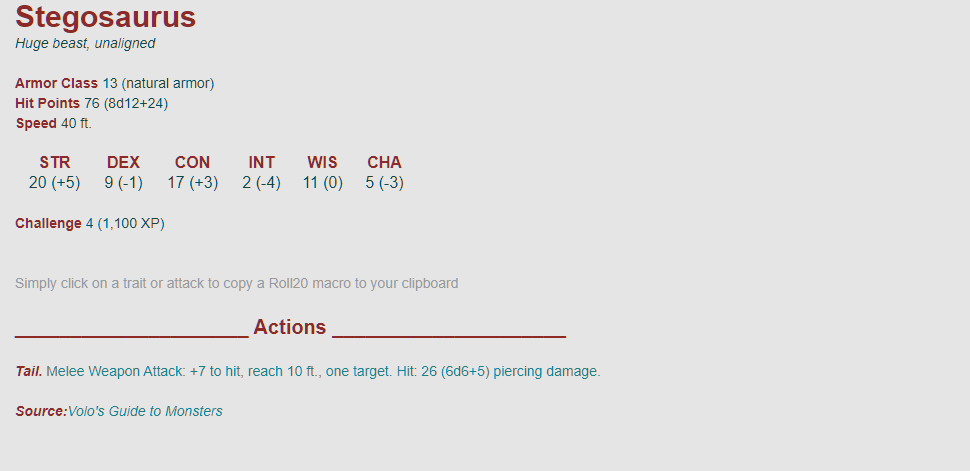 Stegosaurus
Huge beast, unaligned
Armor Class 13 (natural armor)
Hit Points 76 (8d12+24)
Speed 40 ft.
STR DEX CON INT WIS CHA
20 (+5) 9 (-1) 17 (+3) 2 (-4) 11 (0) 5 (-3)
Challenge 4 (1,100 XP)
Simply click on a trait or attack to copy a Roll20 macro to your clipboard
Actions
Tail. Melee Weapon Attack: +7 to hit, reach 10 ft., one target. Hit: 26 (6d6+5) piercing damage.
Source:Volo's Guide to Monsters